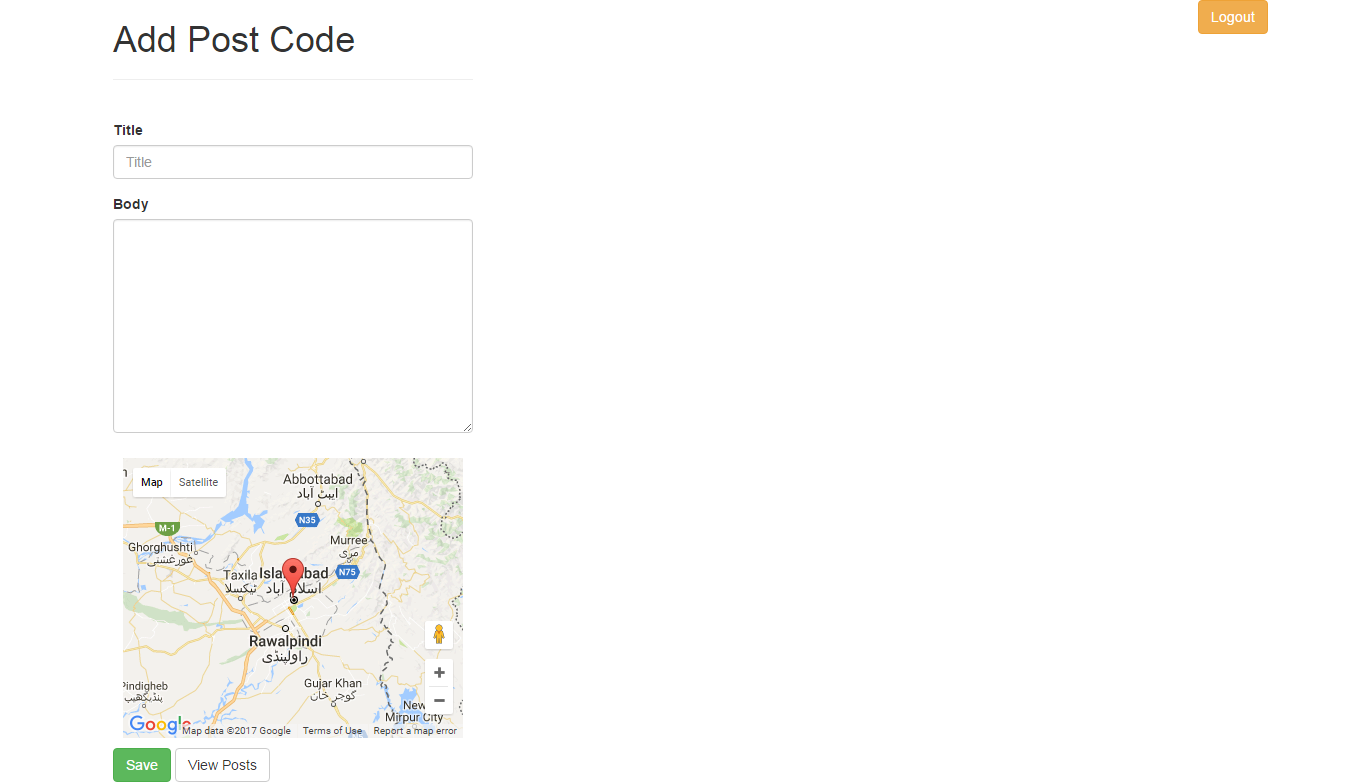 Add Post Code
Logout
Title
Title
Body
Map
Satellite
Abbottabad
ایبٹ آباد
N35
M-1
Murree
مری
Ghorghushti
غورغشتی
Taxila
ٹیکسلا
N75
اسلام آباد
Rawalpindi
راولپنڈی
Gujar Khan
گوجر خان
Pindigheb
پنڈیگھیب
New
Mirpur City
Google
Map data ©2017 Google
Terms of Use
Report a map error
Save
View Posts